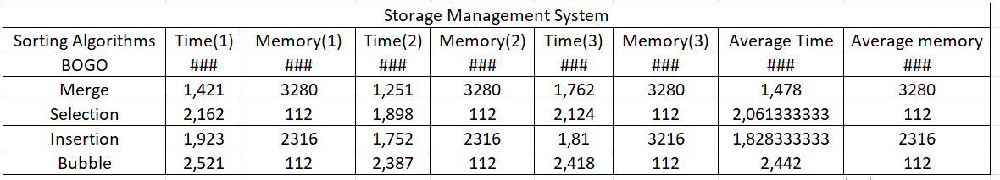 Storage Management System
Sorting Algorithms Time(1) Memory(1) Time(2) Memory(2) Time(3) Memory(3) Average Time Average memory
BOGO ### ### ### ### ### ### ### ###
Merge 1,421 3280 1,251 3280 1,762 3280 1,478 3280
Selection 2,162 112 1,898 112 2,124 112 2,061333333 112
Insertion 1,923 2316 1,752 2316 1,81 3216 1,828333333 2316
Bubble 2,521 112 2,387 112 2,418 112 2,442 112